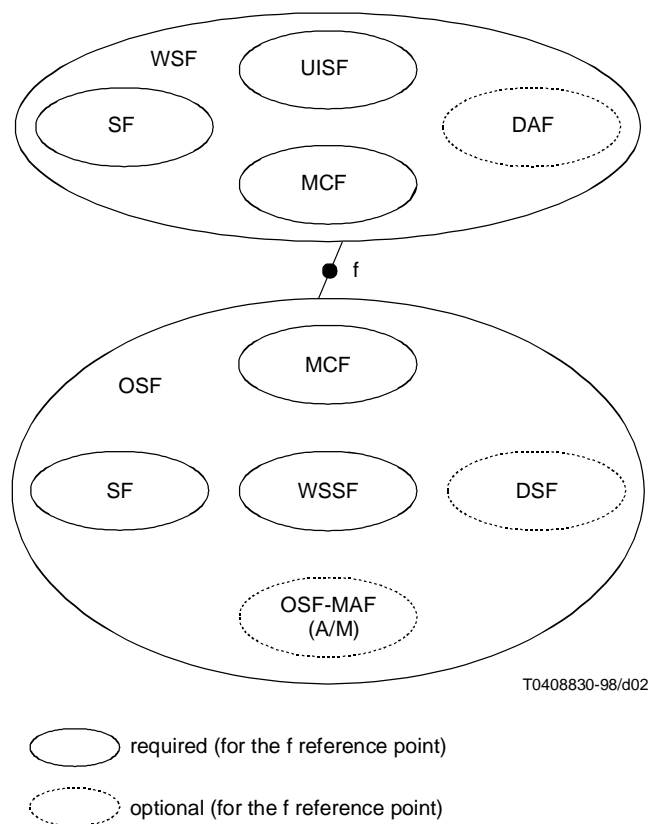 WSF
UISF
SF
DAF
MCF
f
MCF
OSF
SF
WSSF
DSF
OSF-MAF
(A/M)
T0408830-98/d02
required (for the f reference point)
optional (for the f reference point)